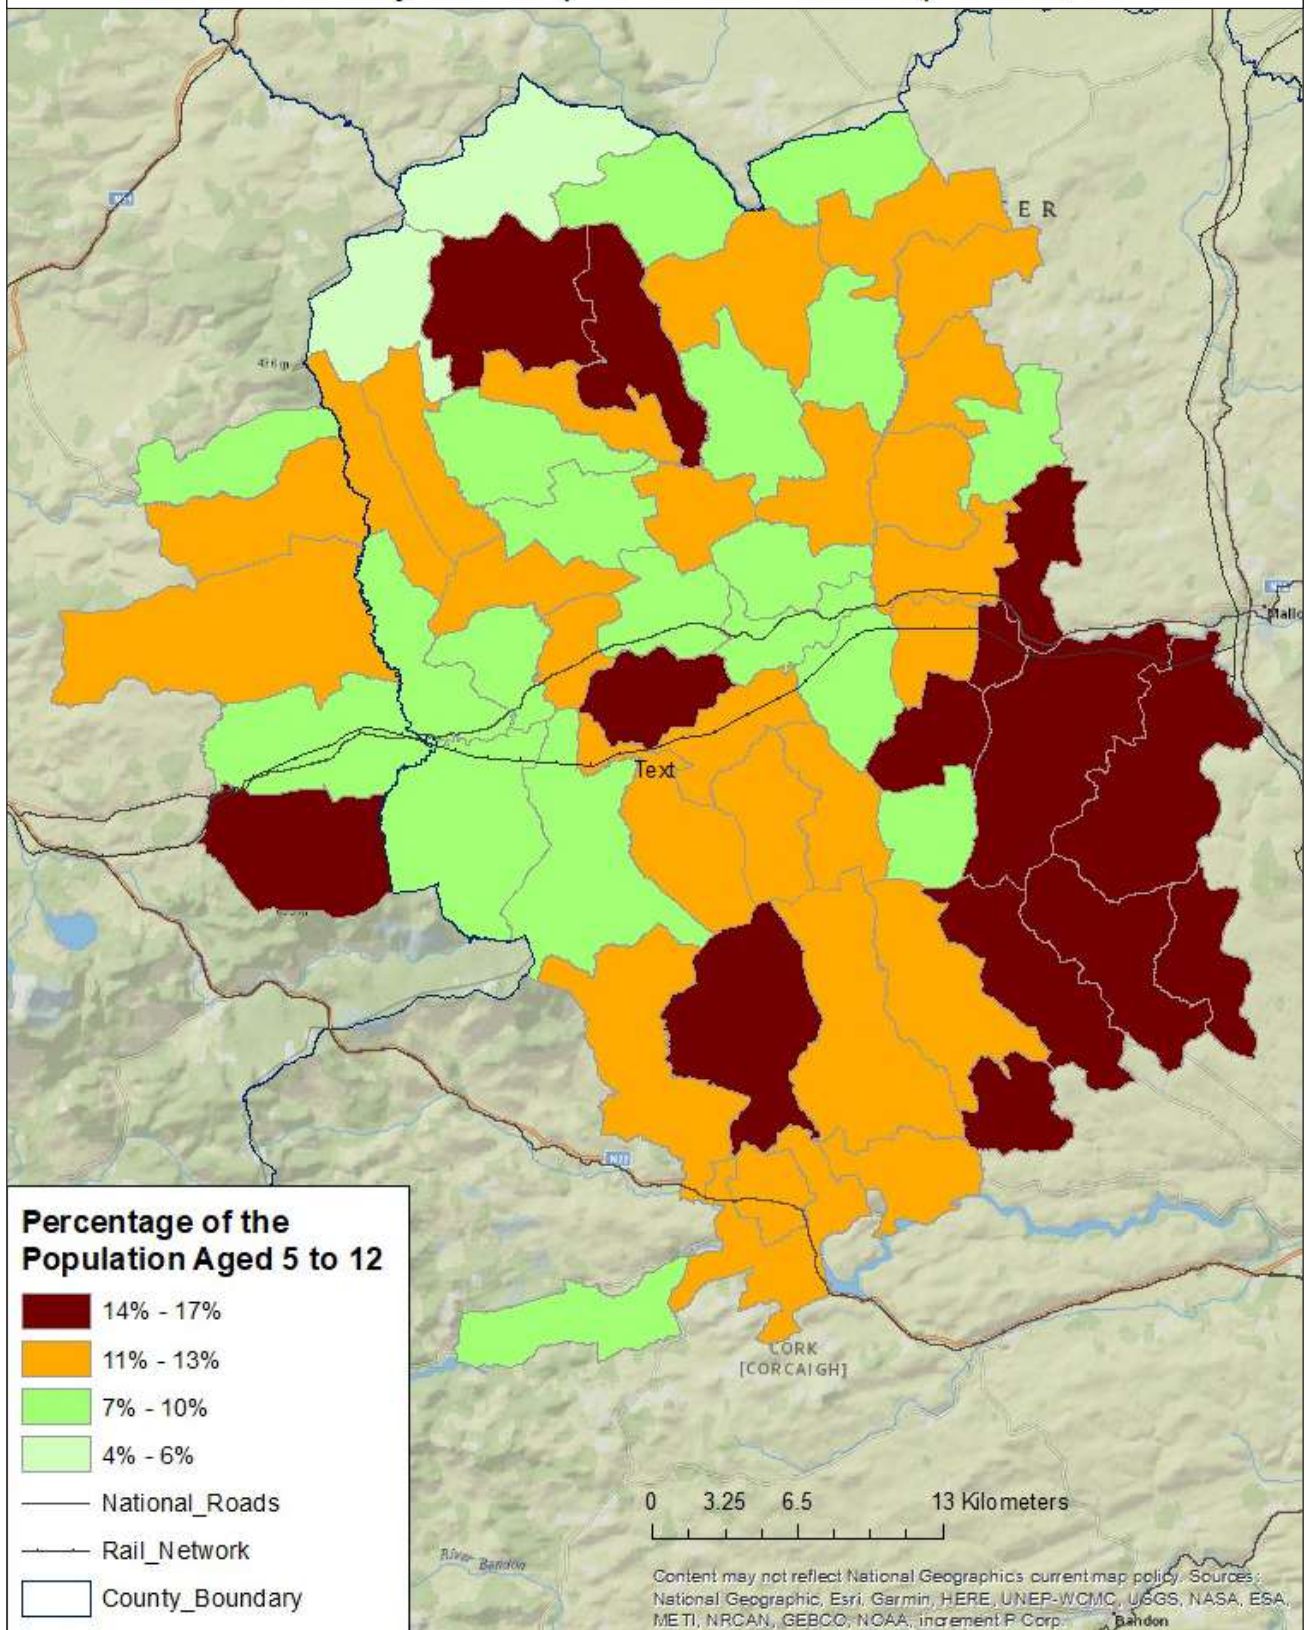 ER
Mallo
Text
CORK
[CORCAIGH]
Percentage of the
Population Aged 5 to 12
14% - 17%
11% - 13%
7% - 10%
4% - 6%
National_Roads
Rail_Network
County_Boundary
0 3.25 6.5 13 Kilometers
River Bandon
Content may not reflect National Geographic's current map policy. Sources:
National Geographic, Esri, Garmin, HERE, UNEP-WCMC, USGS, NASA, ESA,
METI, NRCAN, GEBCO, NOAA, increment P Corp.
Bandon